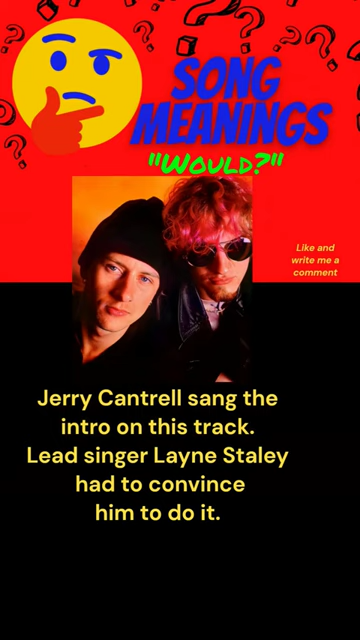 SONG
MEANINGS
"WOULD?"
Like and
write me a
comment
Jerry Cantrell sang the
intro on this track.
Lead singer Layne Staley
had to convince
him to do it.